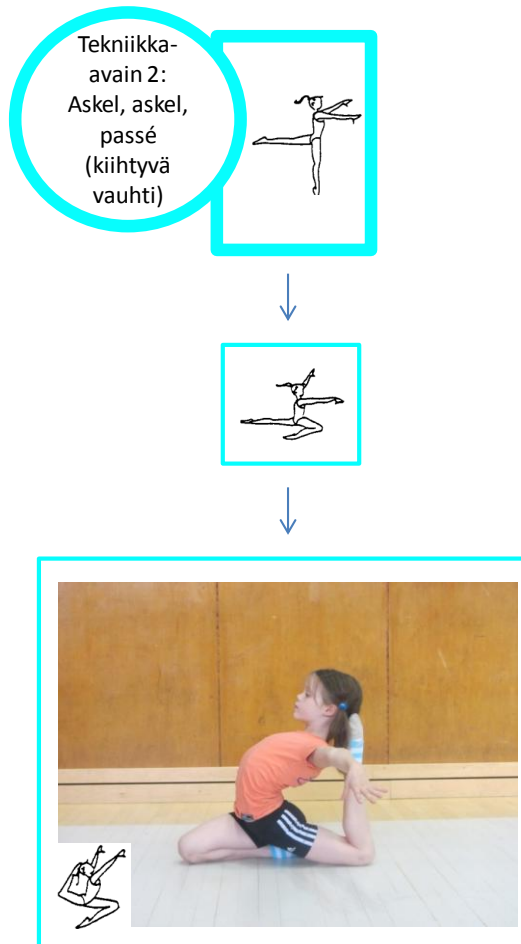 Tekniikka-
avain 2:
Askel, askel,
passé
(kiihtyvä
vauhti)